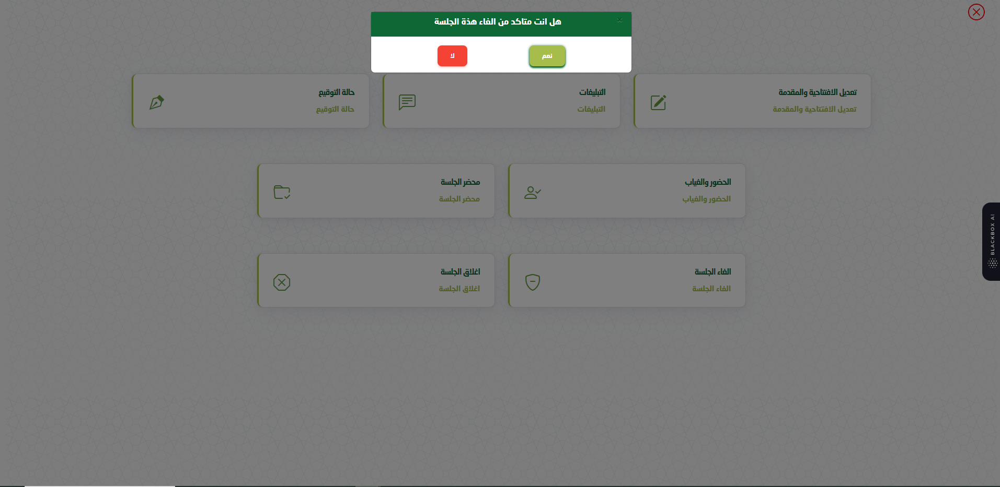 هل انت متاكد من الغاء هذة الجلسة
نعم
لا
تعديل الافتتاحية والمقدمة
تعديل الافتتاحية والمقدمة
التبليغات
التبليغات
حالة التوقيع
حالة التوقيع
الحضور والغياب
الحضور والغياب
محضر الجلسة
محضر الجلسة
الغاء الجلسة
الغاء الجلسة
اغلاق الجلسة
اغلاق الجلسة
BLACKBOX AI